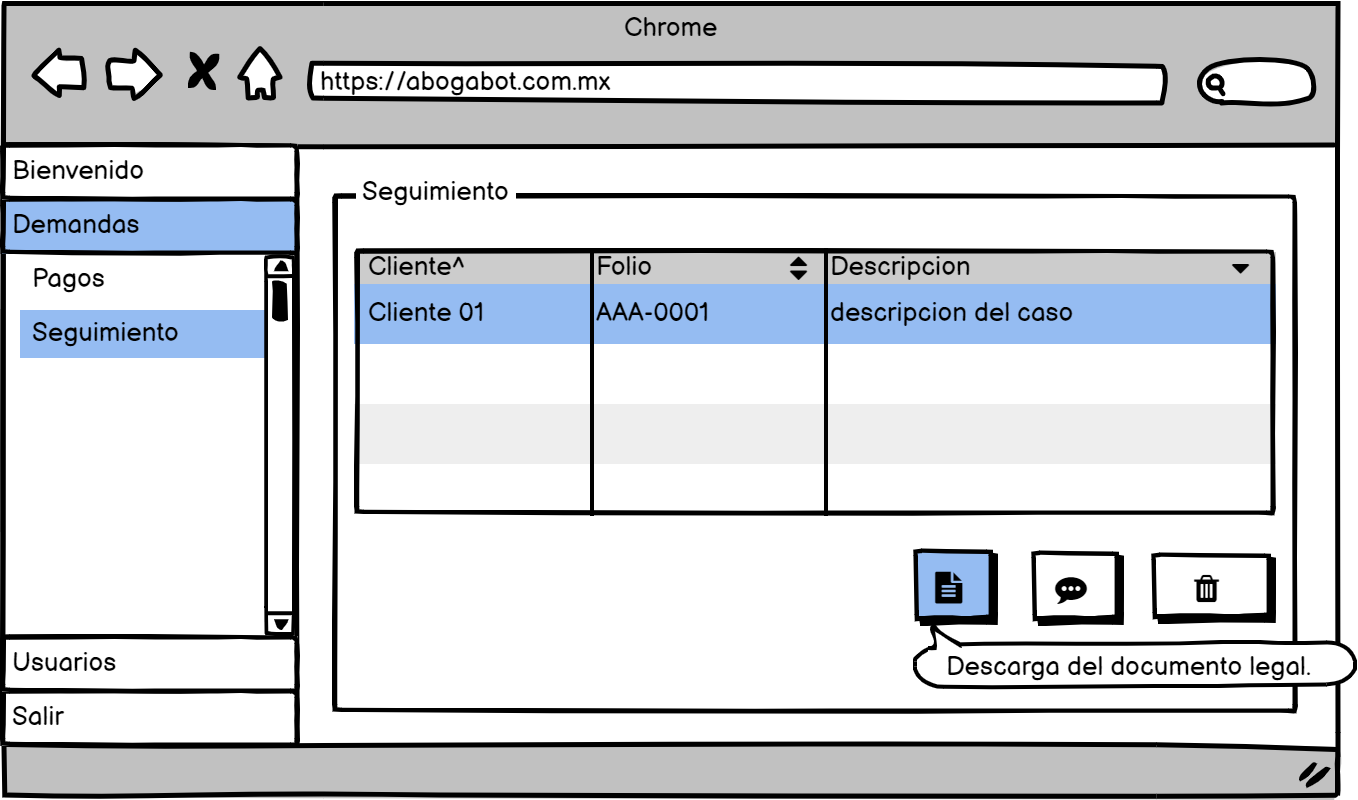 Chrome
https://abogabot.com.mx
Bienvenido
Demandas
Pagos
Seguimiento
Usuarios
Salir
Seguimiento
Cliente^ Folio Descripcion
Cliente 01 AAA-0001 descripcion del caso
Descarga del documento legal.